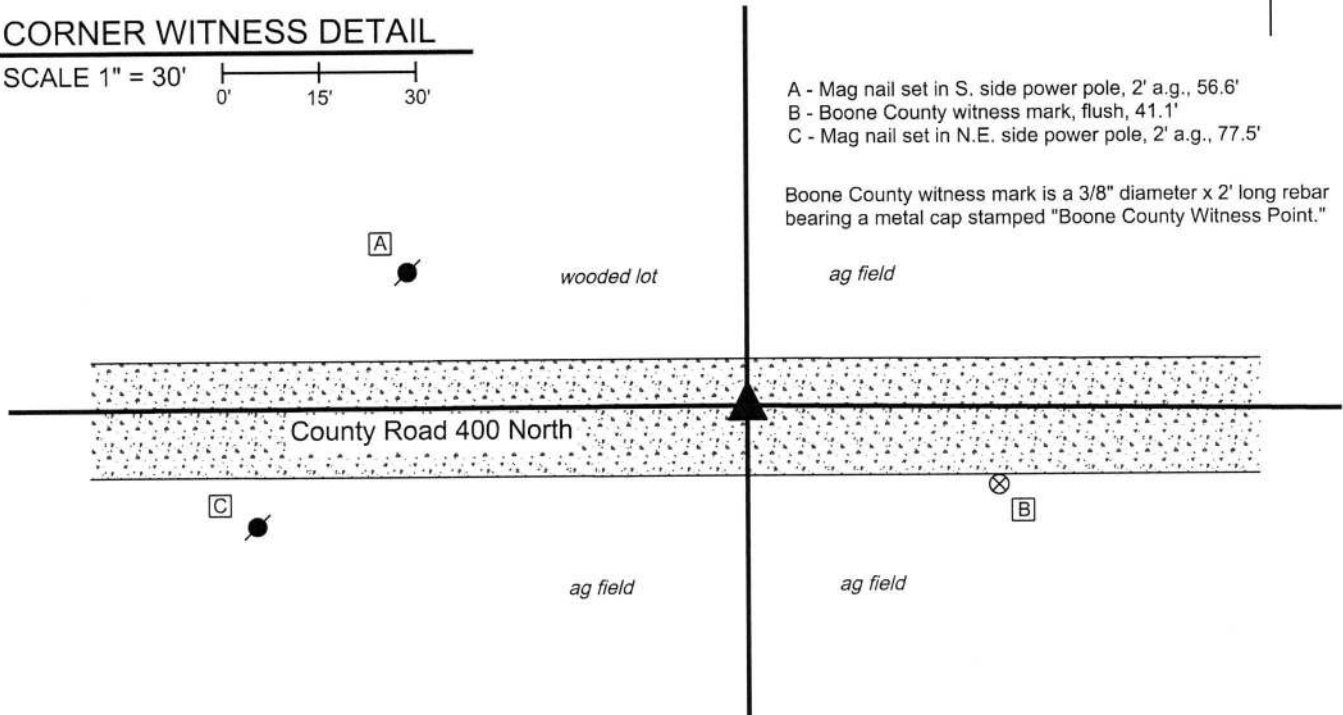 CORNER WITNESS DETAIL
SCALE 1" = 30'
0' 15' 30'
A - Mag nail set in S. side power pole, 2' a.g., 56.6'
B - Boone County witness mark, flush, 41.1'
C - Mag nail set in N.E. side power pole, 2' a.g., 77.5'
Boone County witness mark is a 3/8" diameter x 2' long rebar
bearing a metal cap stamped "Boone County Witness Point."
A
wooded lot
ag field
County Road 400 North
C
B
ag field
ag field